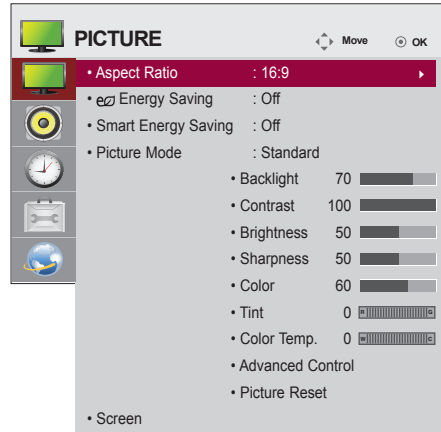 PICTURE Move OK
• Aspect Ratio : 16:9
• Energy Saving : Off
• Smart Energy Saving : Off
• Picture Mode : Standard
• Backlight 70
• Contrast 100
• Brightness 50
• Sharpness 50
• Color 60
• Tint 0 R G
• Color Temp. 0 W C
• Advanced Control
• Picture Reset
• Screen